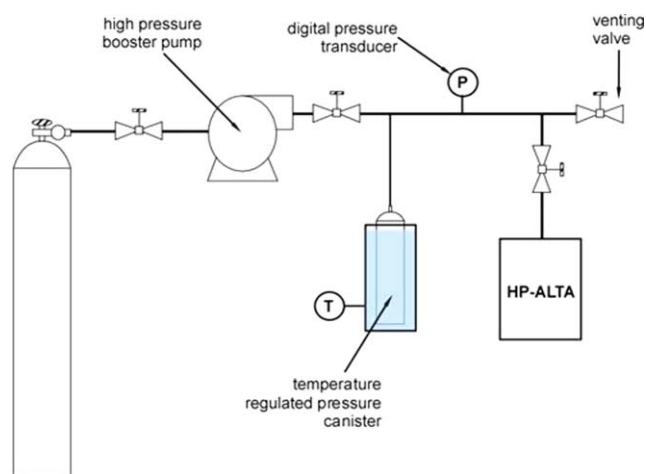 high pressure
booster pump
digital pressure
transducer
venting
valve
P
T
HP-ALTA
temperature
regulated pressure
canister